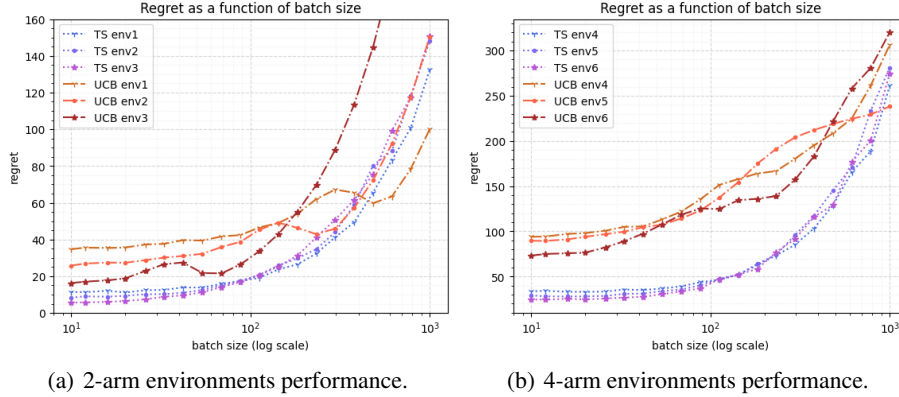 Regret as a function of batch size
160
140
120
100
80
60
40
20
0
regret
TS env1
TS env2
TS env3
UCB env1
UCB env2
UCB env3
10¹
10²
10³
batch size (log scale)
(a) 2-arm environments performance.
Regret as a function of batch size
300
250
200
150
100
50
regret
TS env4
TS env5
TS env6
UCB env4
UCB env5
UCB env6
10¹
10²
10³
batch size (log scale)
(b) 4-arm environments performance.